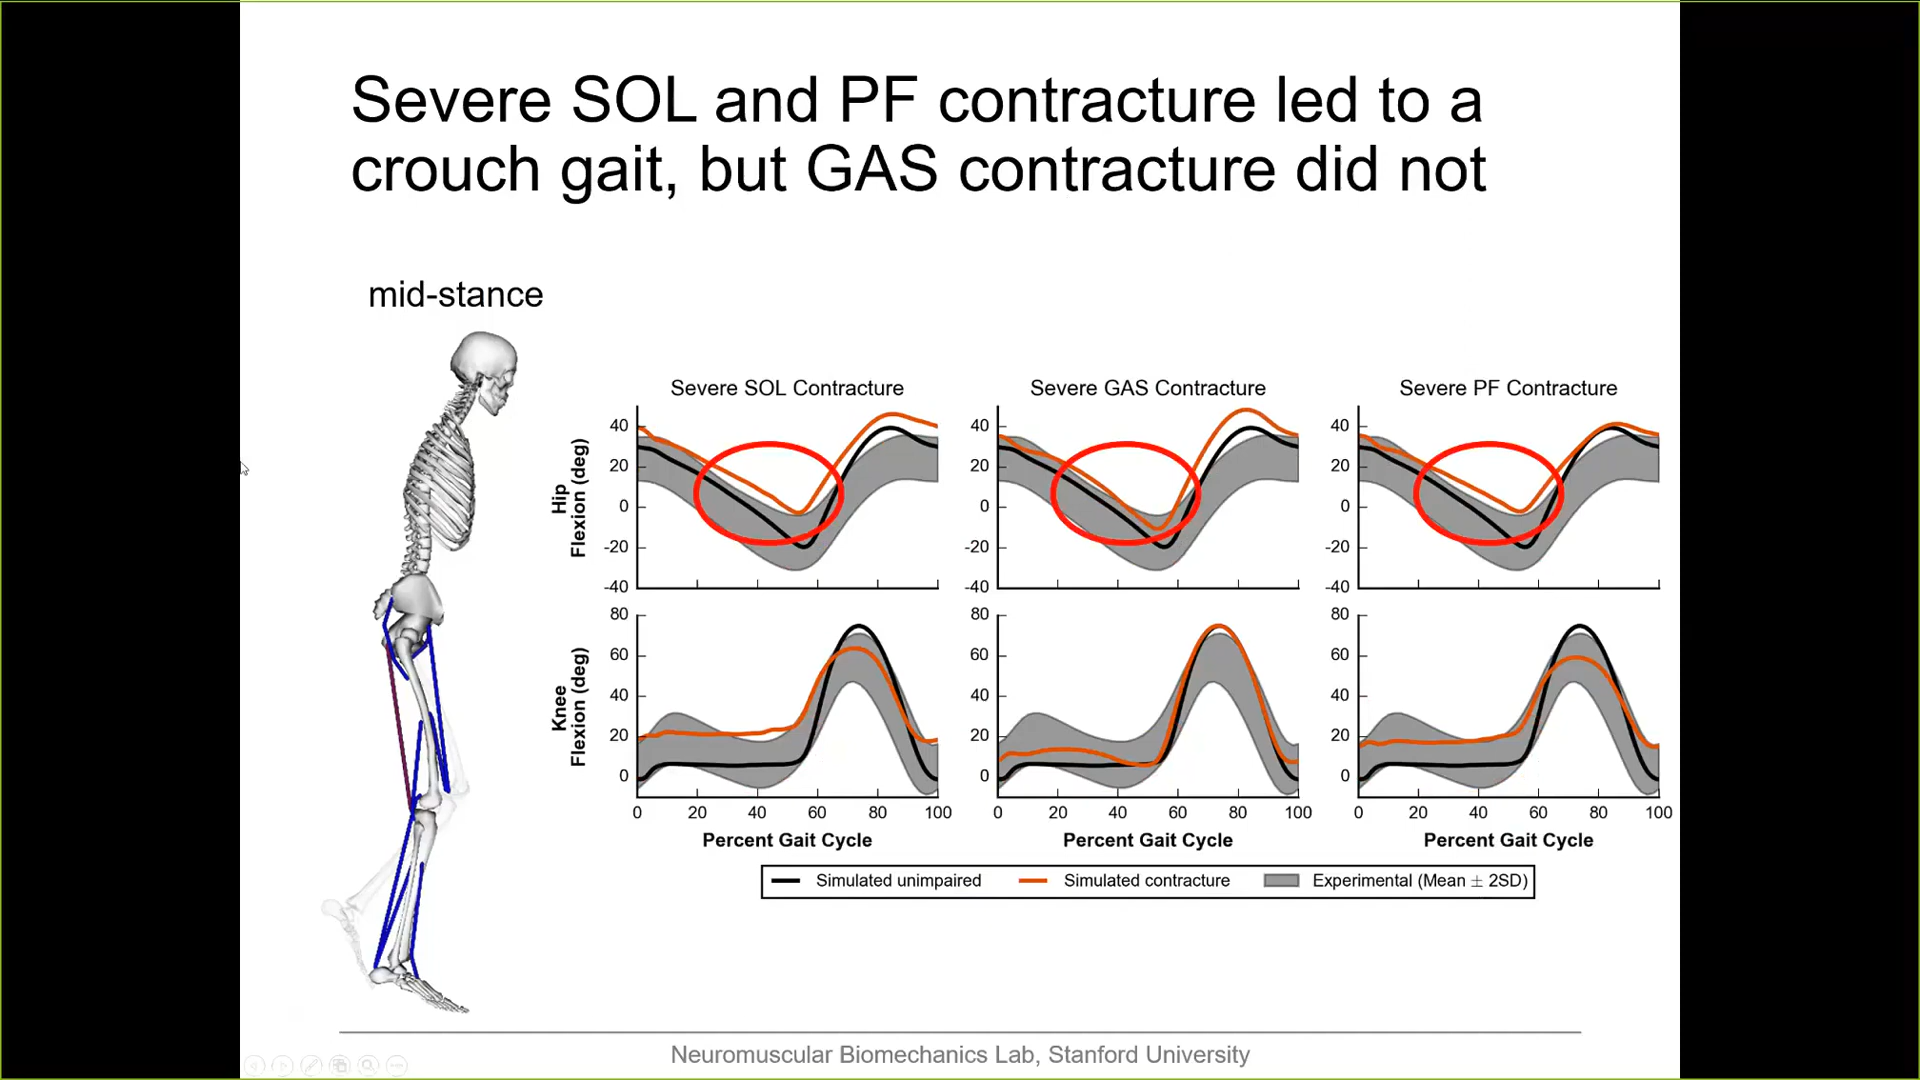 Severe SOL and PF contracture led to a
crouch gait, but GAS contracture did not
mid-stance
Severe SOL Contracture
Severe GAS Contracture
Severe PF Contracture
Hip
Flexion (deg)
40
20
0
-20
-40
40
20
0
-20
-40
40
20
0
-20
-40
Knee
Flexion (deg)
80
60
40
20
0
80
60
40
20
0
80
60
40
20
0
0 20 40 60 80 100
0 20 40 60 80 100
0 20 40 60 80 100
Percent Gait Cycle
Percent Gait Cycle
Percent Gait Cycle
Simulated unimpaired
Simulated contracture
Experimental (Mean ± 2SD)
Neuromuscular Biomechanics Lab, Stanford University